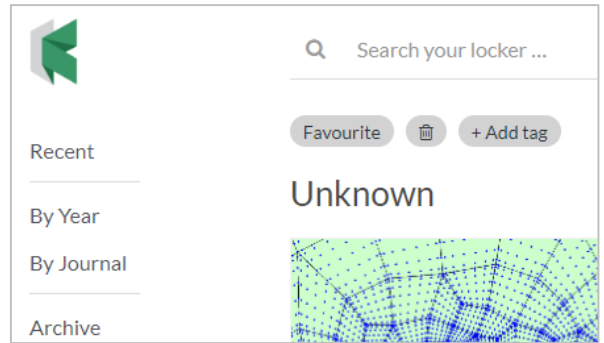 Search your locker ...
Favourite
+ Add tag
Recent
Unknown
By Year
By Journal
Archive